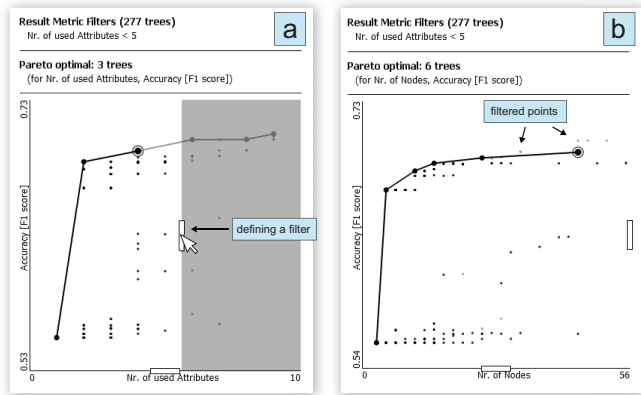 Result Metric Filters (277 trees)
Nr. of used Attributes < 5
a
Pareto optimal: 3 trees
(for Nr. of used Attributes, Accuracy [F1 score])
0.73
Accuracy [F1 score]
0.53
defining a filter
0
Nr. of used Attributes
10
Result Metric Filters (277 trees)
Nr. of used Attributes < 5
b
Pareto optimal: 6 trees
(for Nr. of Nodes, Accuracy [F1 score])
0.73
filtered points
Accuracy [F1 score]
0.54
0
Nr. of Nodes
56